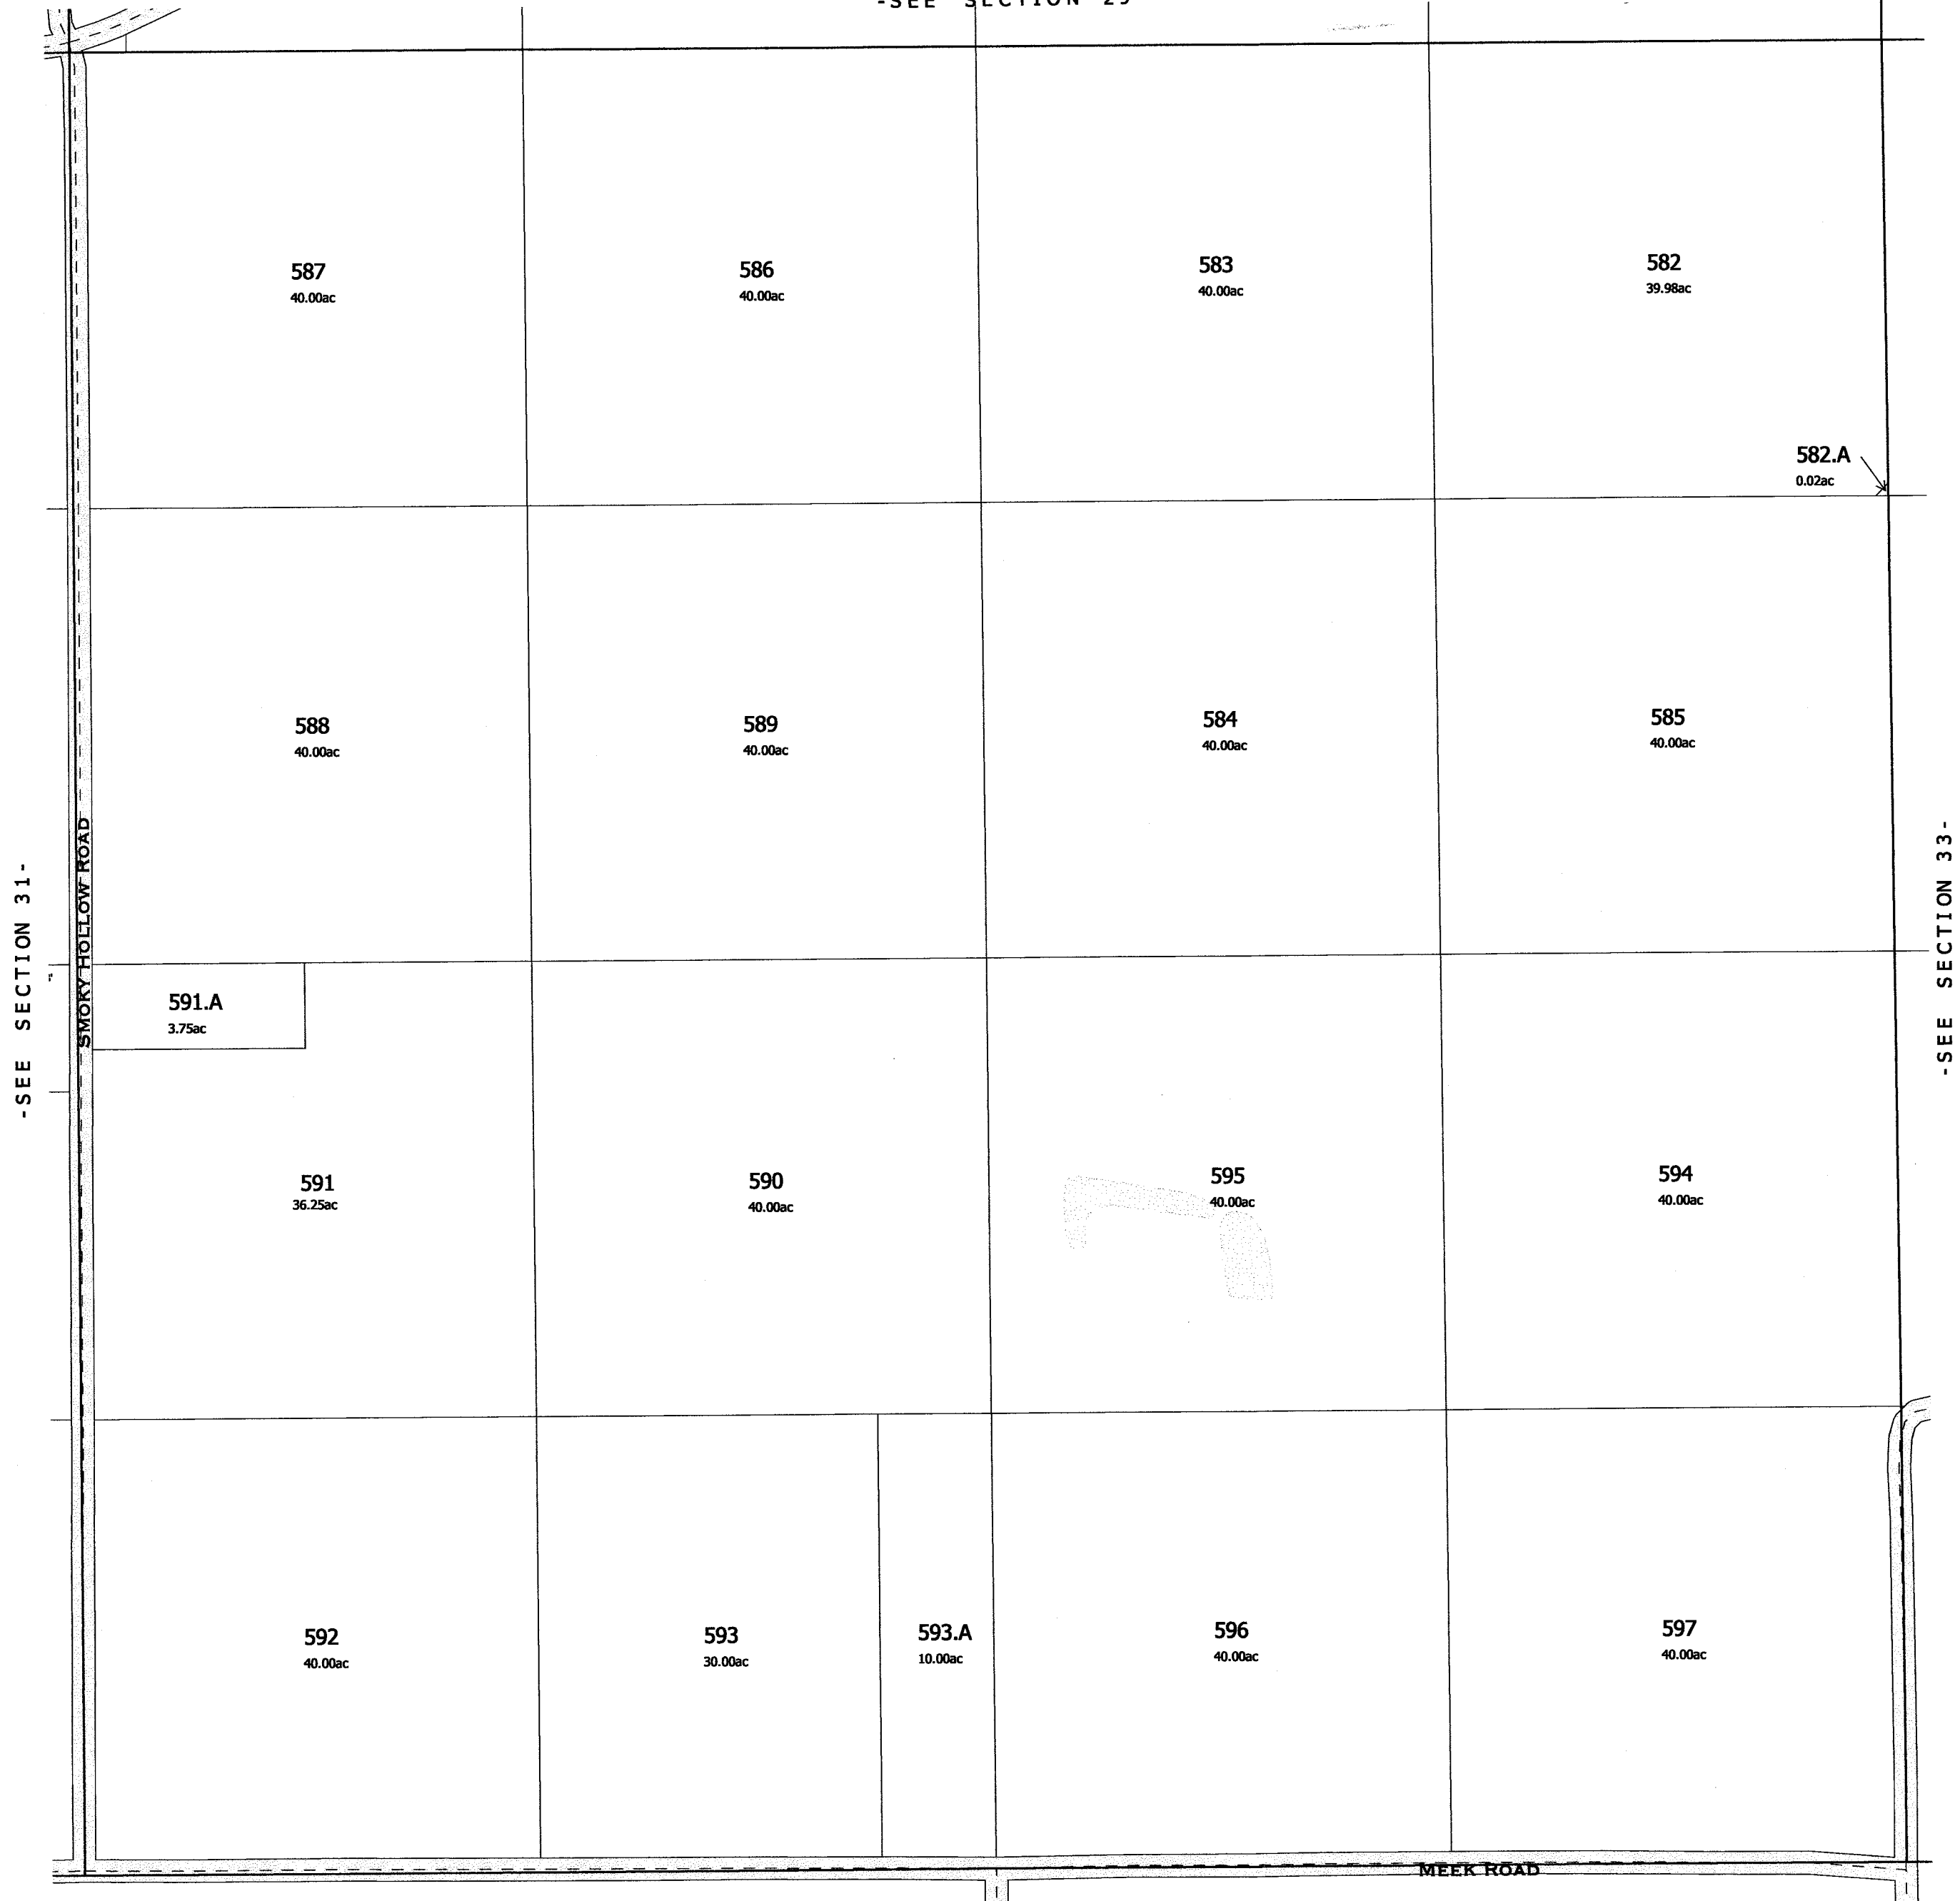 -SEE SECTION 29
587
40.00ac
586
40.00ac
583
40.00ac
582
39.98ac
582.A
0.02ac
588
40.00ac
589
40.00ac
584
40.00ac
585
40.00ac
-SEE SECTION 31-
SMOKY HOLLOW ROAD
-SEE SECTION 33-
591.A
3.75ac
591
36.25ac
590
40.00ac
595
40.00ac
594
40.00ac
592
40.00ac
593
30.00ac
593.A
10.00ac
596
40.00ac
597
40.00ac
MEEK ROAD